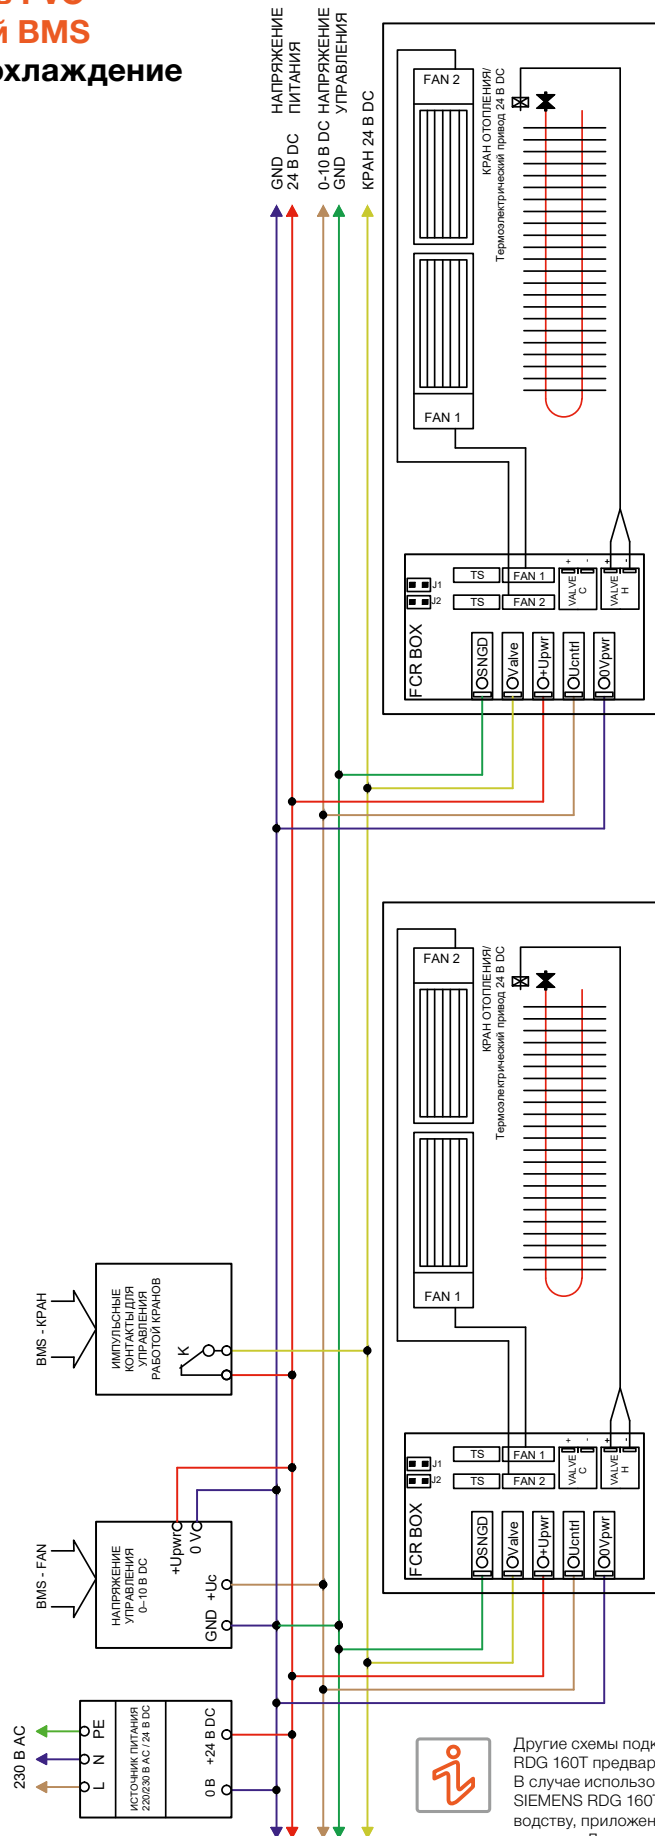 й BMS
охлаждение
GND
НАПРЯЖЕНИЕ
24 В DC ПИТАНИЯ
0-10 В DC НАПРЯЖЕНИЕ
GND УПРАВЛЕНИЯ
КРАН 24 В DC
FAN 2
FAN 1
КРАН ОТОПЛЕНИЯ/
Термоэлектрический привод 24 В DC
FCR BOX
J1
J2
TS
FAN 1
TS
FAN 2
+ -
VALVE
C
+ -
VALVE
H
SNGD
Valve
+Upwr
Ucntrl
0Vpwr
FAN 2
FAN 1
КРАН ОТОПЛЕНИЯ/
Термоэлектрический привод 24 В DC
FCR BOX
J1
J2
TS
FAN 1
TS
FAN 2
+ -
VALVE
C
+ -
VALVE
H
SNGD
Valve
+Upwr
Ucntrl
0Vpwr
BMS - КРАН
ИМПУЛЬСНЫЕ
КОНТАКТЫ ДЛЯ
УПРАВЛЕНИЯ
РАБОТОЙ КРАНОВ
K
BMS - FAN
НАПРЯЖЕНИЕ
УПРАВЛЕНИЯ
0–10 В DC
+Upwr
0 V
GND
+Uc
230 В AC
L
N
PE
ИСТОЧНИК ПИТАНИЯ
220/230 В AC / 24 В DC
0 В
+24 В DC
Другие схемы подк
RDG 160T предвар
В случае использо
SIEMENS RDG 160T
водству, приложен